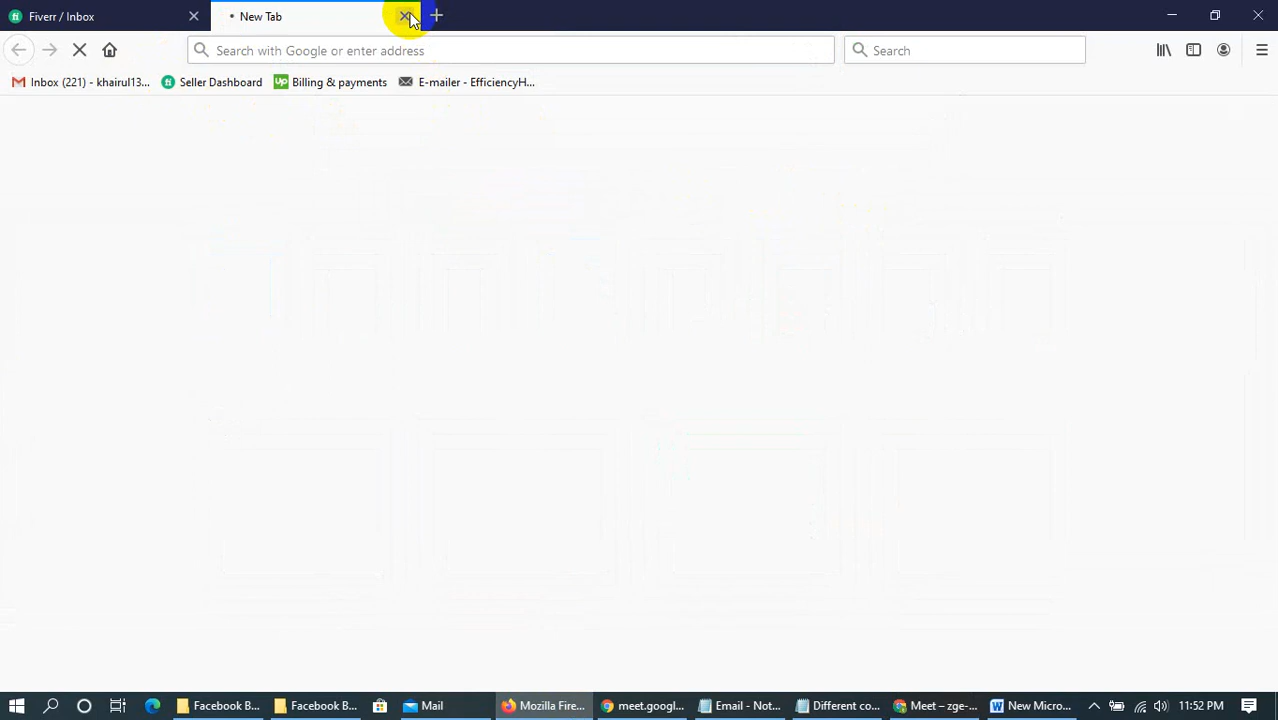 Fiverr / Inbox
New Tab
Search with Google or enter address
Search
Inbox (221) - khairul13...
Seller Dashboard
Up Billing & payments
E-mailer - EfficiencyH...
Facebook B...
Facebook B...
Mail
Mozilla Fire...
meet.googl...
Email - Not...
Different co...
Meet – zge-...
New Micro...
11:52 PM